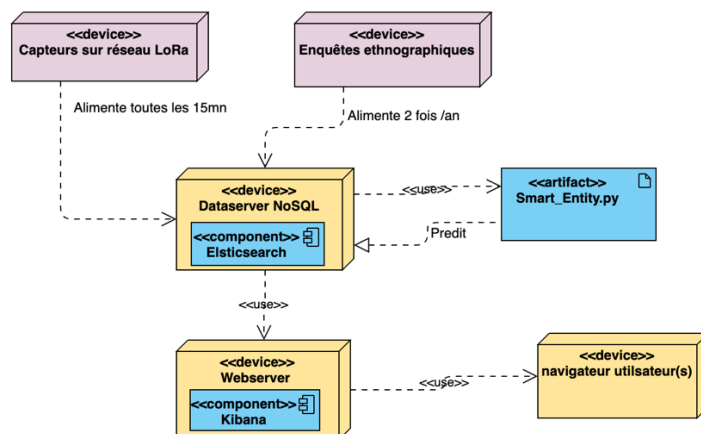 <<device>>
Capteurs sur réseau LoRa
<<device>>
Enquêtes ethnographiques
Alimente toutes les 15mn
Alimente 2 fois /an
<<device>>
Dataserver NoSQL
<<component>>
Elsticsearch
<<use>>
<<artifact>>
Smart_Entity.py
Predit
<<use>>
<<device>>
Webserver
<<component>>
Kibana
<<use>>
<<device>>
navigateur utilsateur(s)